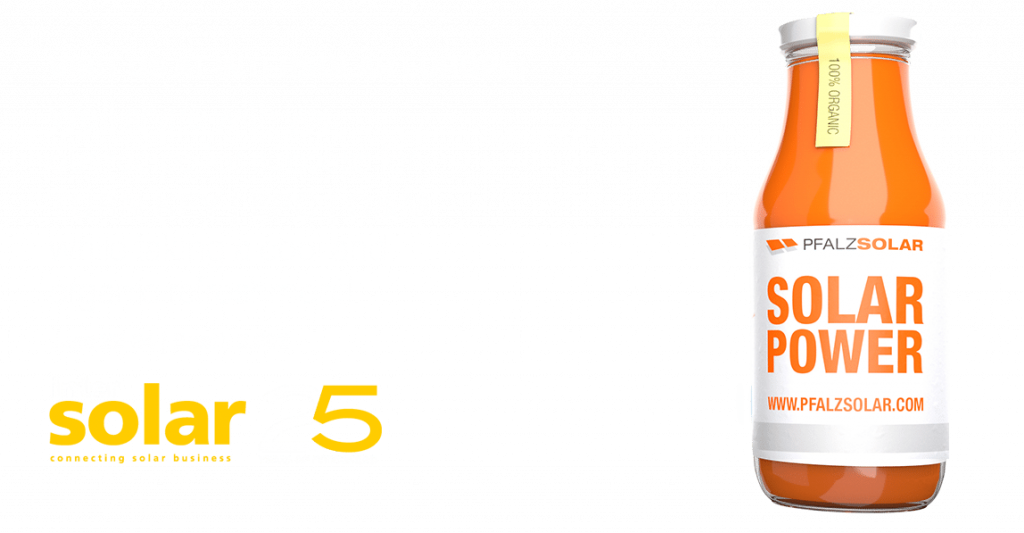 100% ORGANIC
PFALZSOLAR
SOLAR
POWER
WWW.PFALZSOLAR.COM
solar 5
connecting solar business